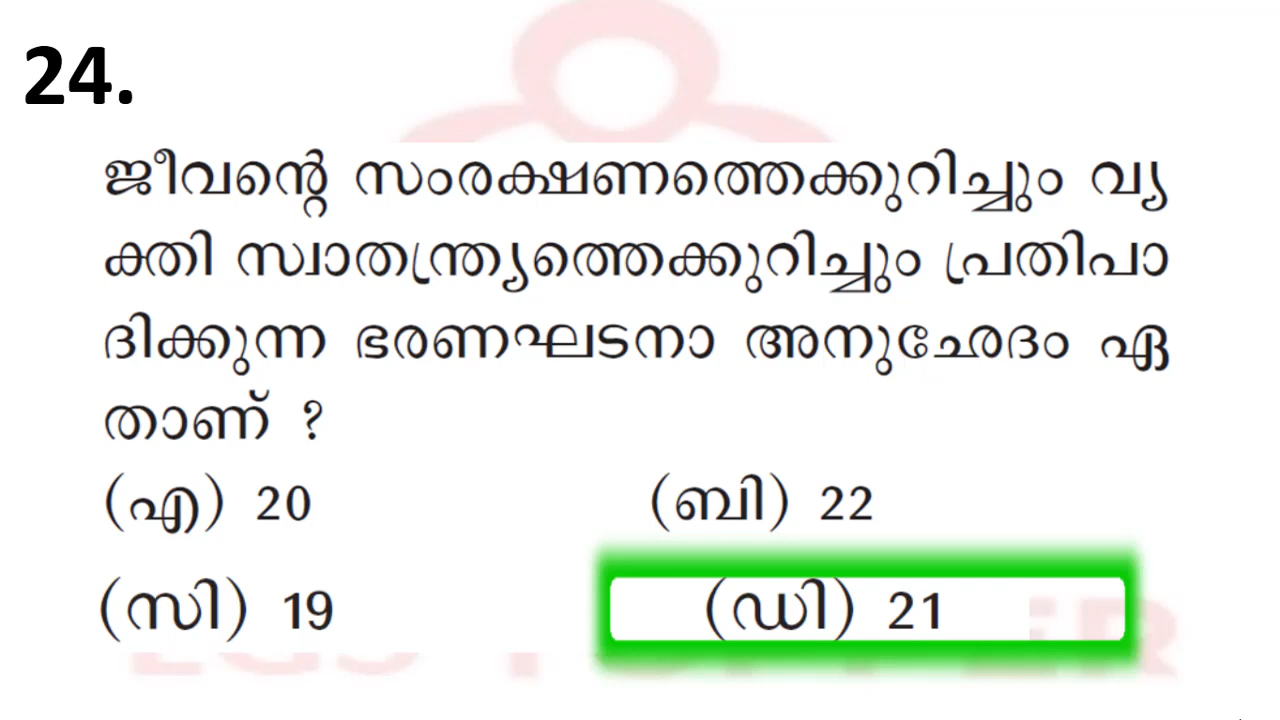 24.
ജീവന്റെ സംരക്ഷണത്തെക്കുറിച്ചും വ്യ
ക്തി സ്വാതന്ത്ര്യത്തെക്കുറിച്ചും പ്രതിപാ
ദിക്കുന്ന ഭരണഘടനാ അനുഛേദം ഏ
താണ് ?
(എ) 20 (ബി) 22
(സി) 19 (ഡി) 21